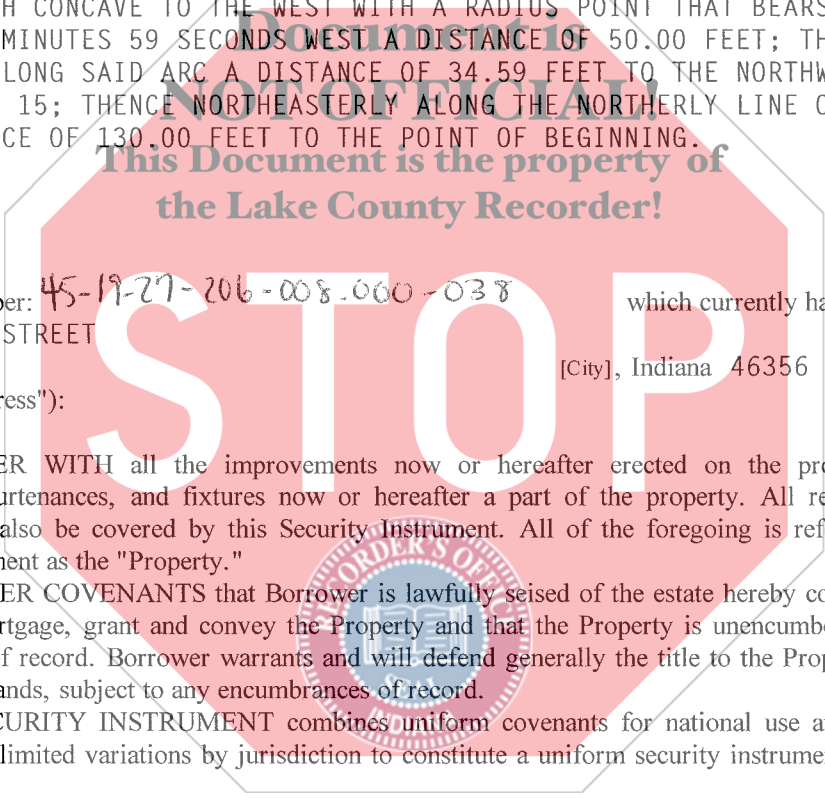 H CONCAVE TO THE WEST WITH A RADIUS POINT THAT BEARS
Document is
MINUTES 59 SECONDS WEST A DISTANCE OF 50.00 FEET; TH
LONG SAID ARC A DISTANCE OF 34.59 FEET TO THE NORTHW
NOT OFFICIAL!
15; THENCE NORTHEASTERLY ALONG THE NORTHERLY LINE O
CE OF 130.00 FEET TO THE POINT OF BEGINNING.
This Document is the property of
the Lake County Recorder!
ber: 45-19-27-206-008.000-038 which currently ha
STREET
[City], Indiana 46356
ress"):
STOP
ER WITH all the improvements now or hereafter erected on the pro
urtenances, and fixtures now or hereafter a part of the property. All re
also be covered by this Security Instrument. All of the foregoing is ref
ent as the "Property."
ER COVENANTS that Borrower is lawfully seised of the estate hereby co
rtgage, grant and convey the Property and that the Property is unencumb
f record. Borrower warrants and will defend generally the title to the Prop
ands, subject to any encumbrances of record.
CURITY INSTRUMENT combines uniform covenants for national use a
limited variations by jurisdiction to constitute a uniform security instrume
RECORDER'S OFFICE
SEAL
INDIANA